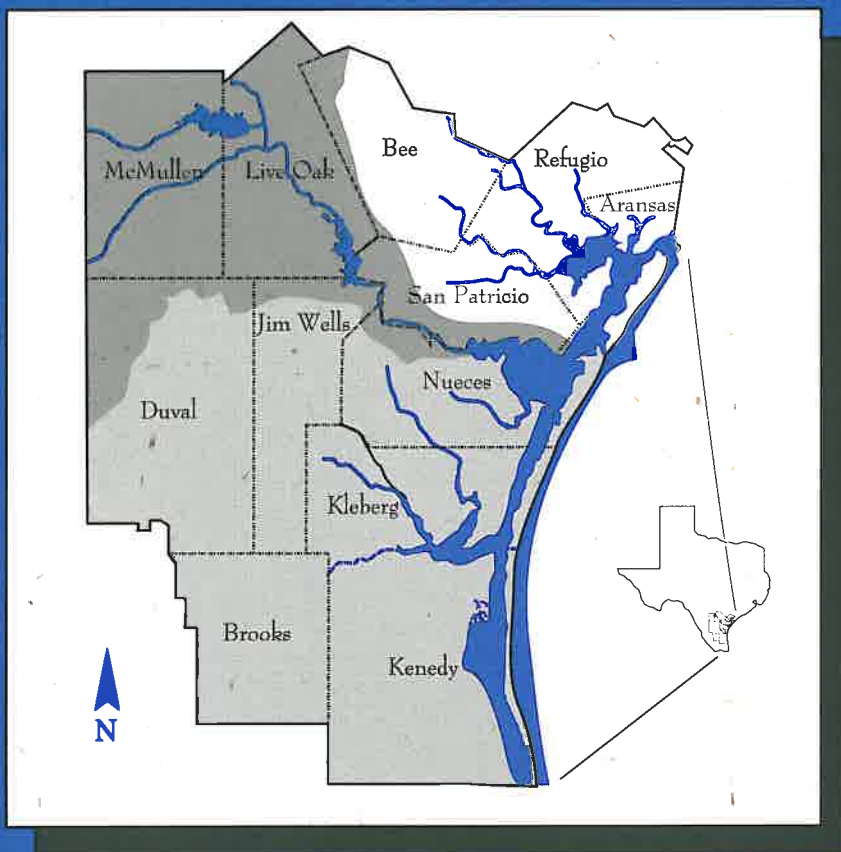 Bee
Refugio
McMullen
Live Oak
Aransas
San Patricio
Jim Wells
Nueces
Duval
Kleberg
Brooks
Kenedy
N